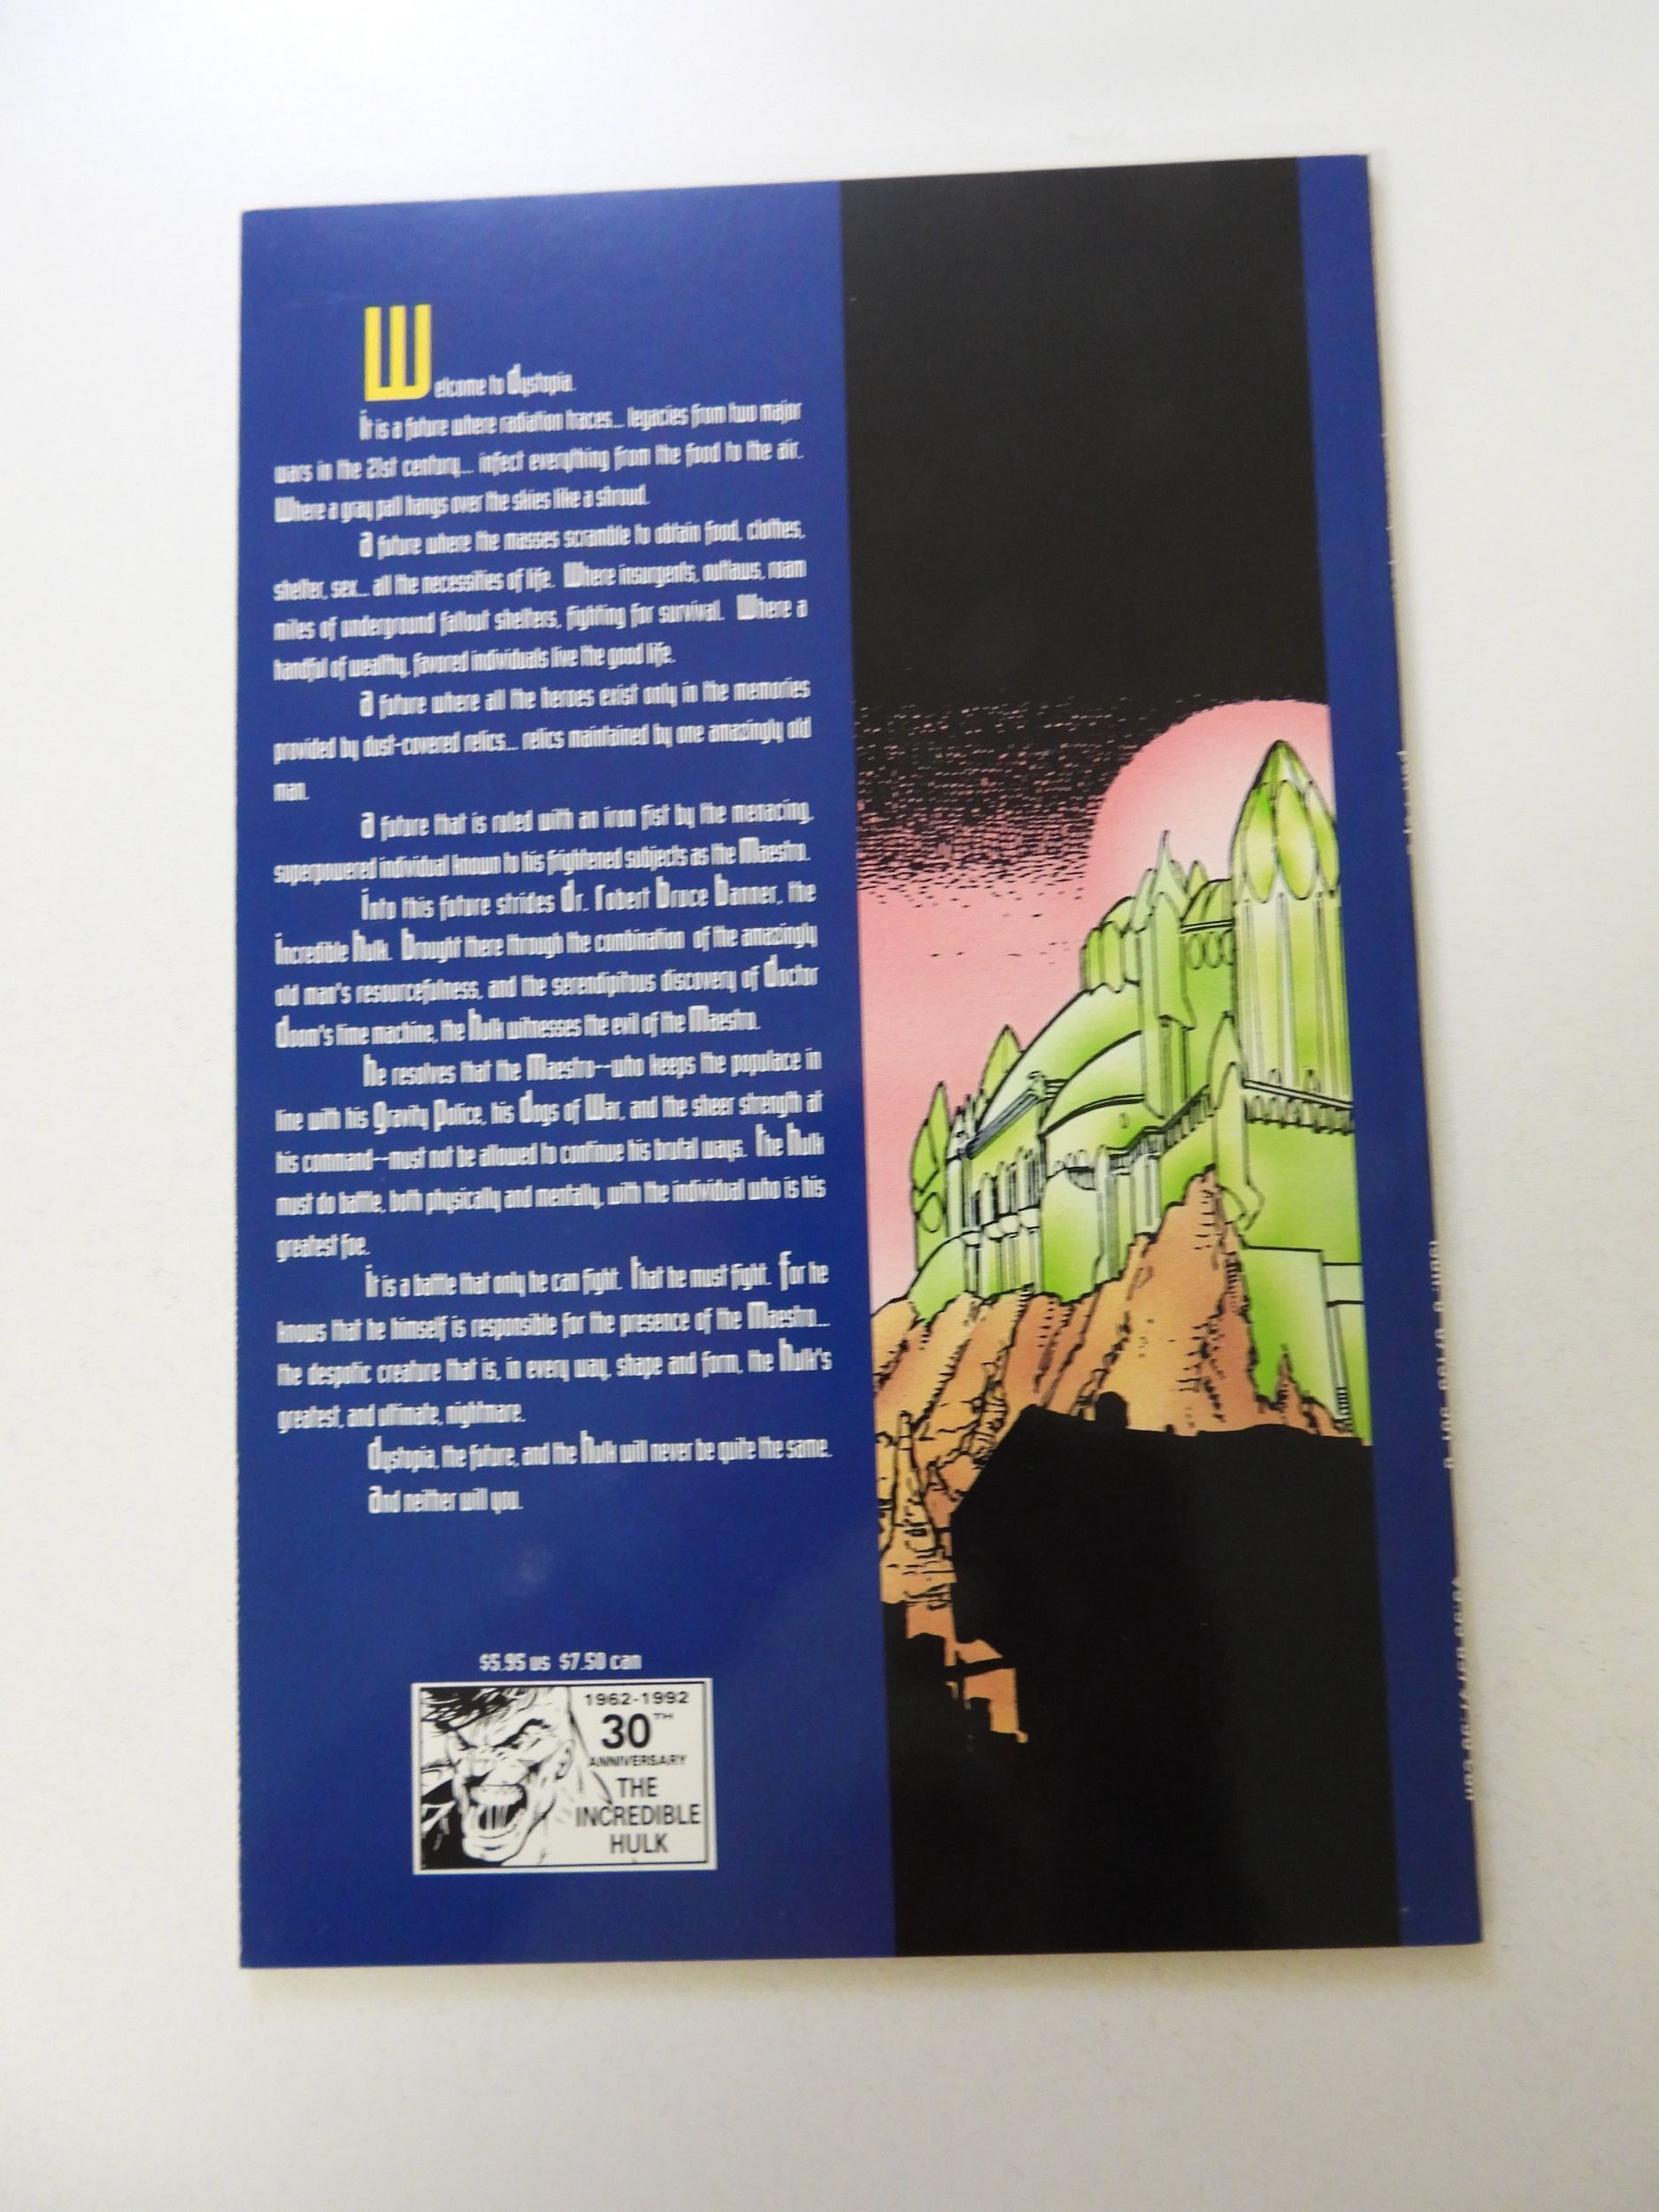 Welcome to Dystopia.
It is a future where radiation traces... legacies from two major
wars in the 21st century... infect everything from the food to the air.
Where a gray pall hangs over the skies like a shroud.
A future where the masses scramble to obtain food, clothes,
shelter, sex... all the necessities of life. Where insurgents, outlaws, roam
miles of underground fallout shelters, fighting for survival. Where a
handful of wealthy, favored individuals live the good life.
A future where all the heroes exist only in the memories
provided by dust-covered relics... relics maintained by one amazingly old
man.
A future that is ruled with an iron fist by the menacing,
superpowered individual known to his frightened subjects as the Maestro.
Into this future strides Dr. Robert Bruce Banner, the
Incredible Hulk. Brought there through the combination of the amazingly
old man's resourcefulness, and the serendipitous discovery of Doctor
Doom's time machine, the Hulk witnesses the evil of the Maestro.
He resolves that the Maestro--who keeps the populace in
line with his Gravity Police, his Dogs of War, and the sheer strength at
his command--must not be allowed to continue his brutal ways. The Hulk
must do battle, both physically and mentally, with the individual who is his
greatest foe.
It is a battle that only he can fight. That he must fight. For he
knows that he himself is responsible for the presence of the Maestro...
the despotic creature that is, in every way, shape and form, the Hulk's
greatest, and ultimate, nightmare.
Dystopia, the future, and the Hulk will never be quite the same.
And neither will you.
$5.95 us $7.50 can
1962-1992
30TH
ANNIVERSARY
THE
INCREDIBLE
HULK